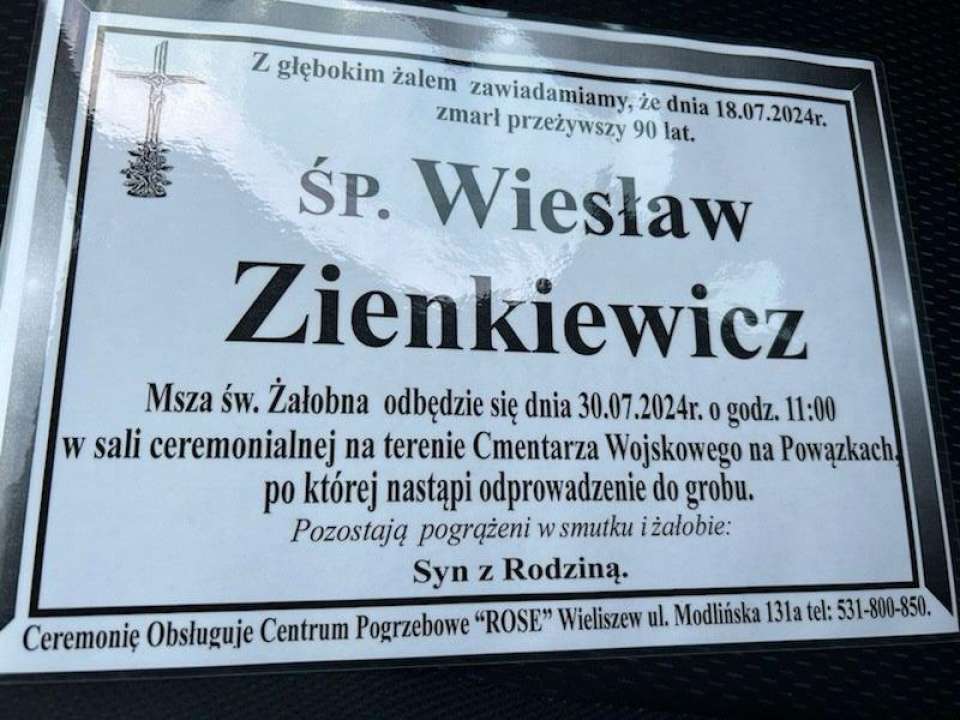 Z głębokim żalem zawiadamiamy, że dnia 18.07.2024r.
zmarł przeżywszy 90 lat.
ŚP. Wiesław
Zienkiewicz
Msza św. Żałobna odbędzie się dnia 30.07.2024r. o godz. 11:00
w sali ceremonialnej na terenie Cmentarza Wojskowego na Powązkach,
po której nastąpi odprowadzenie do grobu.
Pozostają pogrążeni w smutku i żałobie:
Syn z Rodziną.
Ceremonię Obsługuje Centrum Pogrzebowe “ROSE” Wieliszew ul. Modlińska 131a tel: 531-800-850.